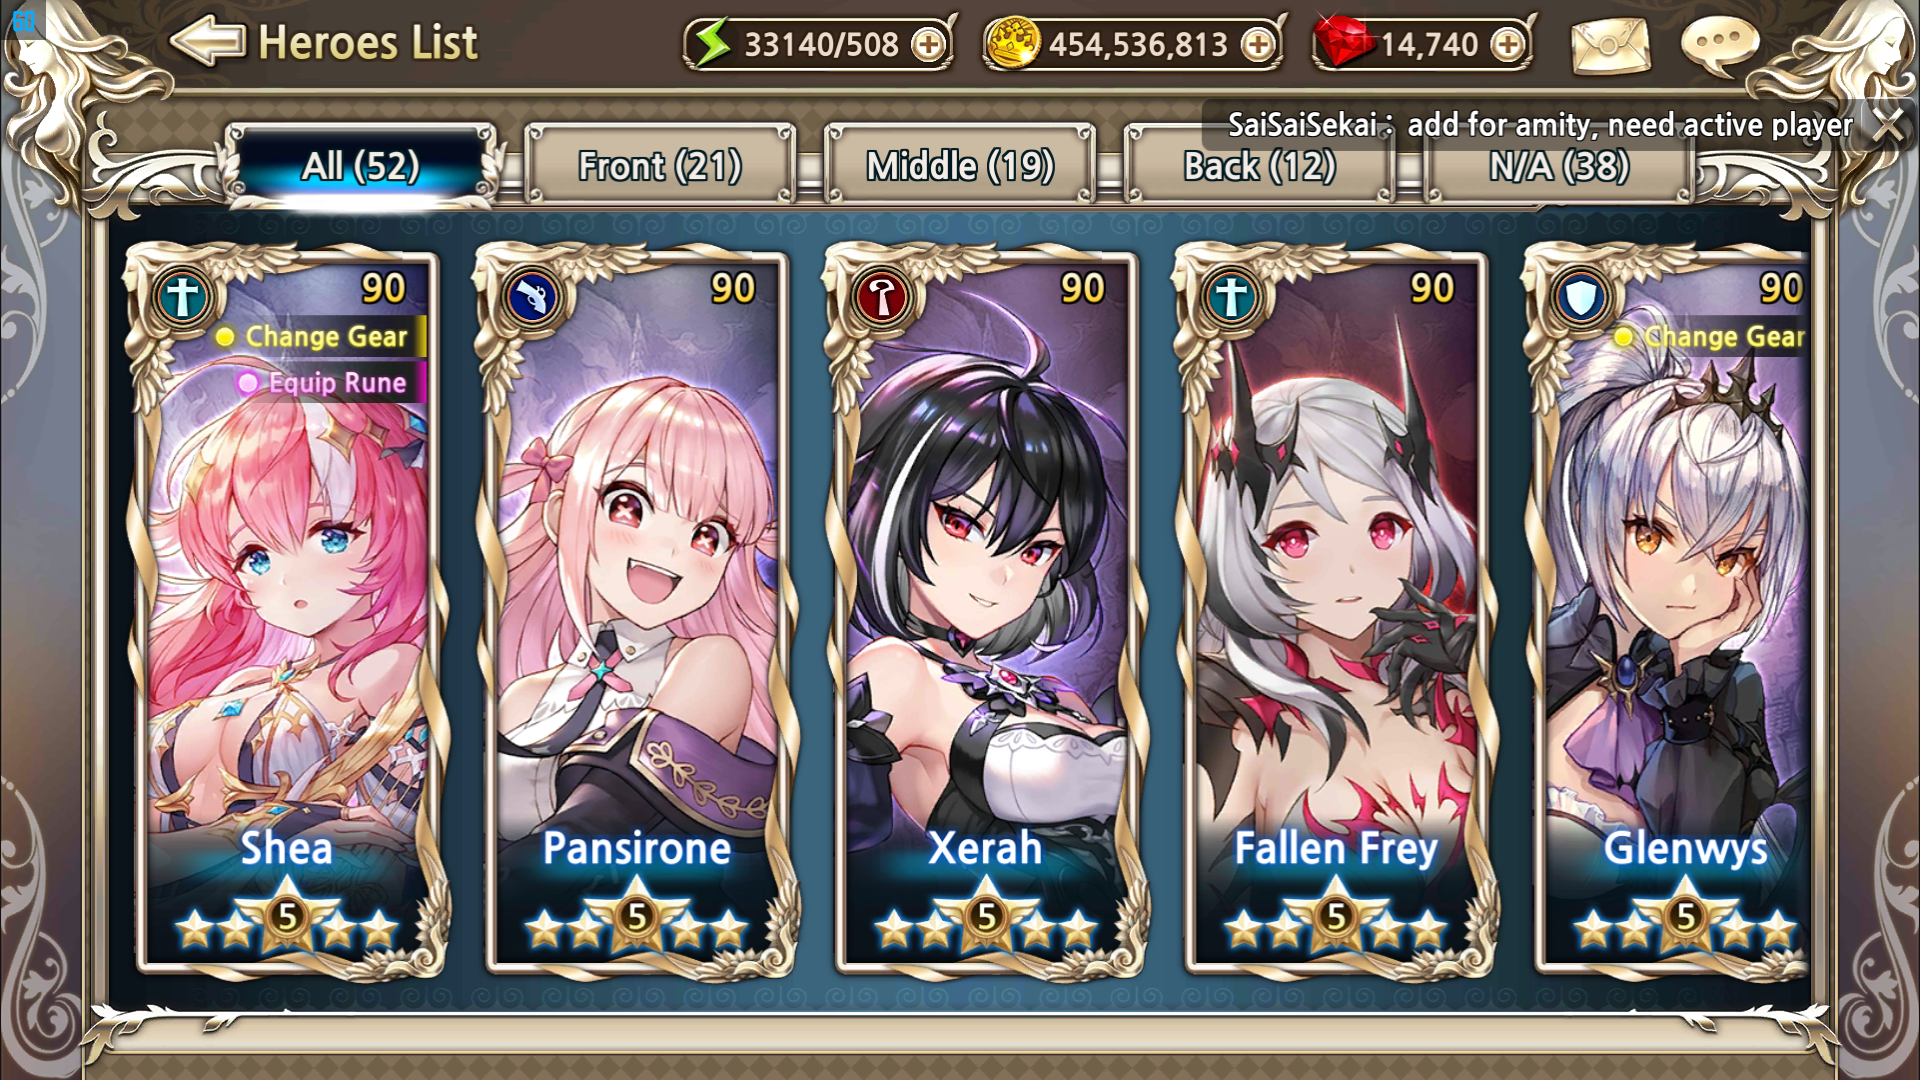 60
Heroes List
33140/508
454,536,813
14,740
SaiSaiSekai : add for amity, need active player
All (52)
Front (21)
Middle (19)
Back (12)
N/A (38)
90
Change Gear
Equip Rune
Shea
5
90
Pansirone
5
90
Xerah
5
90
Fallen Frey
5
90
Change Gear
Glenwys
5